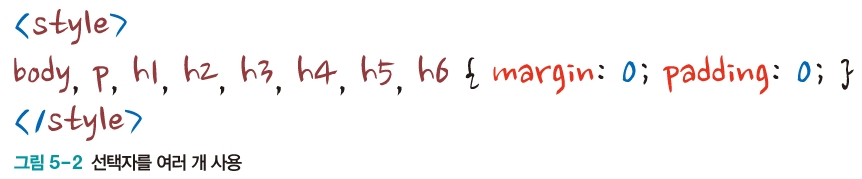 <style>
body, p, h1, h2, h3, h4, h5, h6 { margin: 0; padding: 0; }
</style>
그림 5-2 선택자를 여러 개 사용